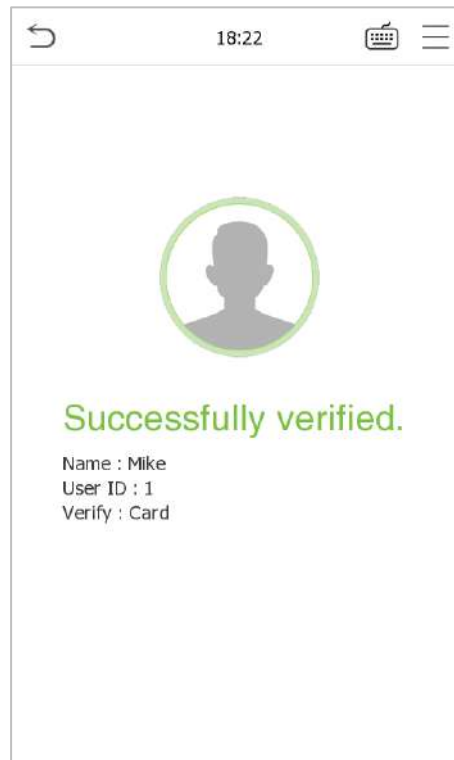 18:22
Successfully verified.
Name : Mike
User ID : 1
Verify : Card